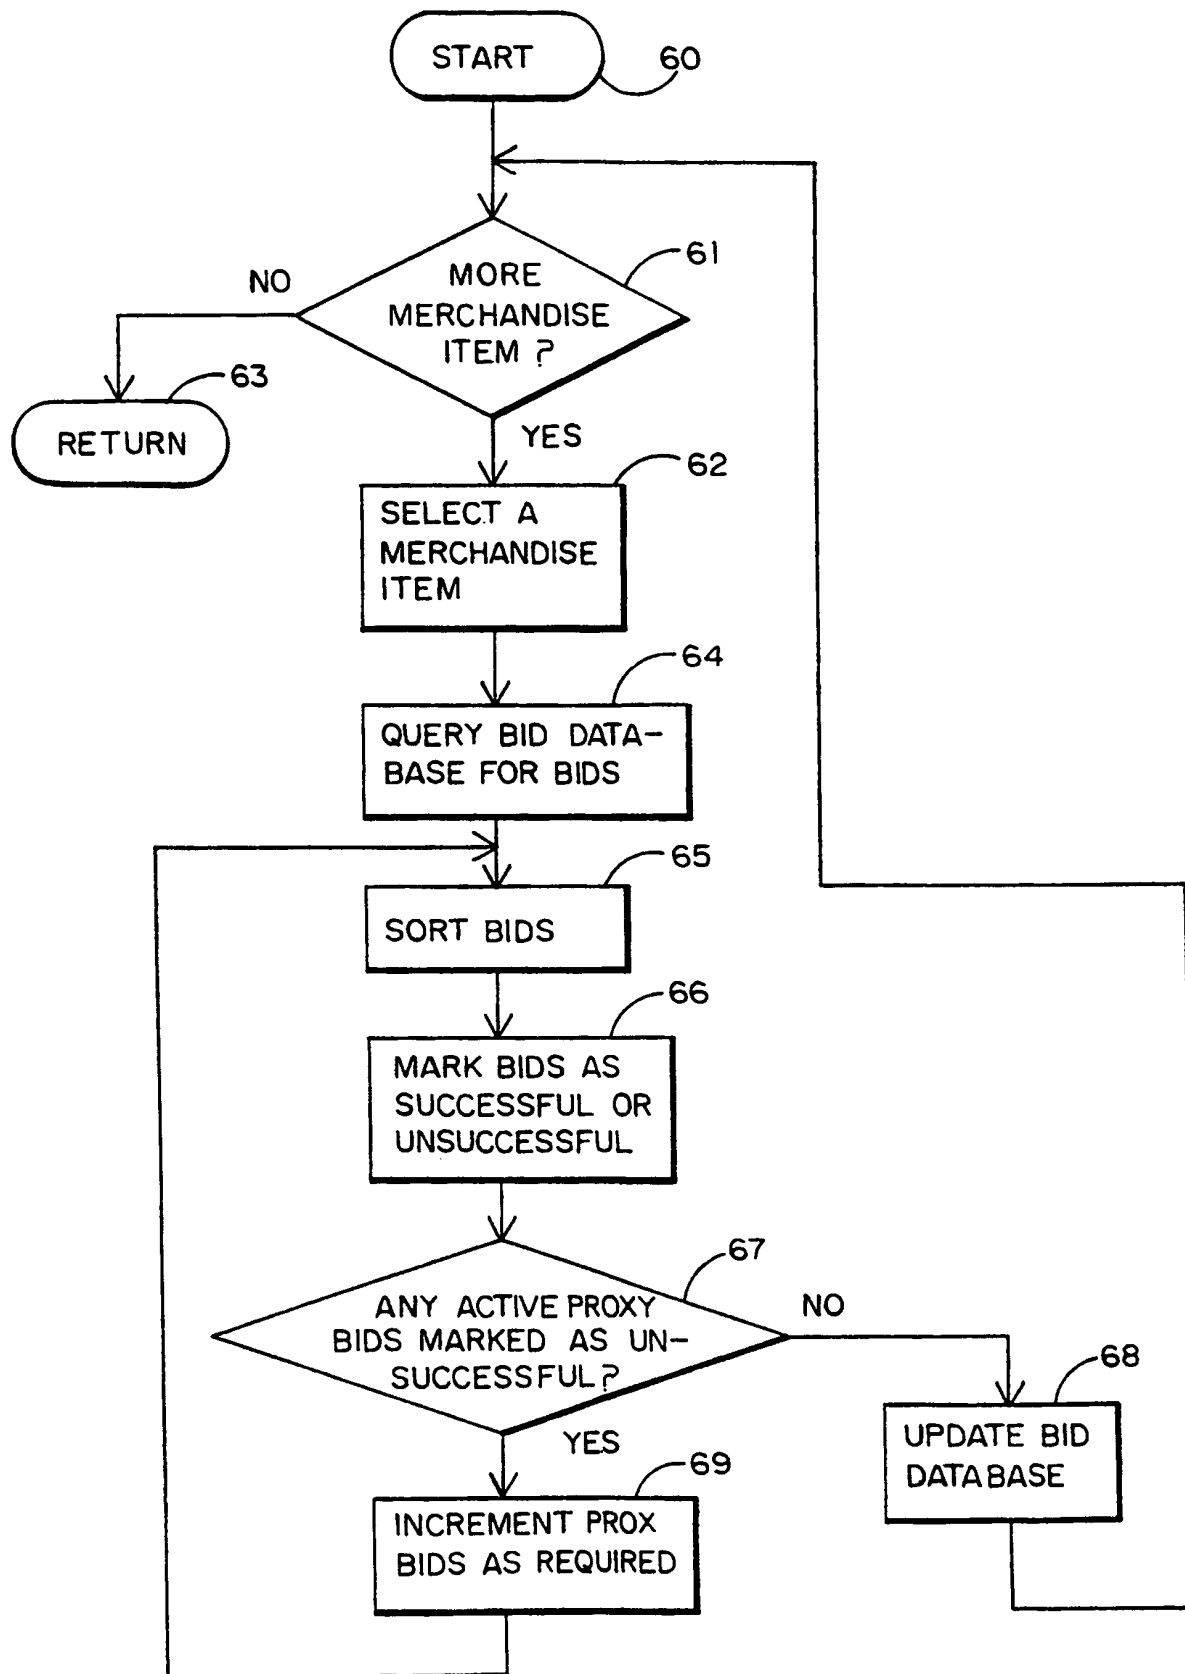 START
60
MORE
MERCHANDISE
ITEM ?
61
NO
63
RETURN
YES
62
SELECT A
MERCHANDISE
ITEM
64
QUERY BID DATA-
BASE FOR BIDS
65
SORT BIDS
66
MARK BIDS AS
SUCCESSFUL OR
UNSUCCESSFUL
67
ANY ACTIVE PROXY
BIDS MARKED AS UN-
SUCCESSFUL?
NO
68
UPDATE BID
DATABASE
YES
69
INCREMENT PROX
BIDS AS REQUIRED